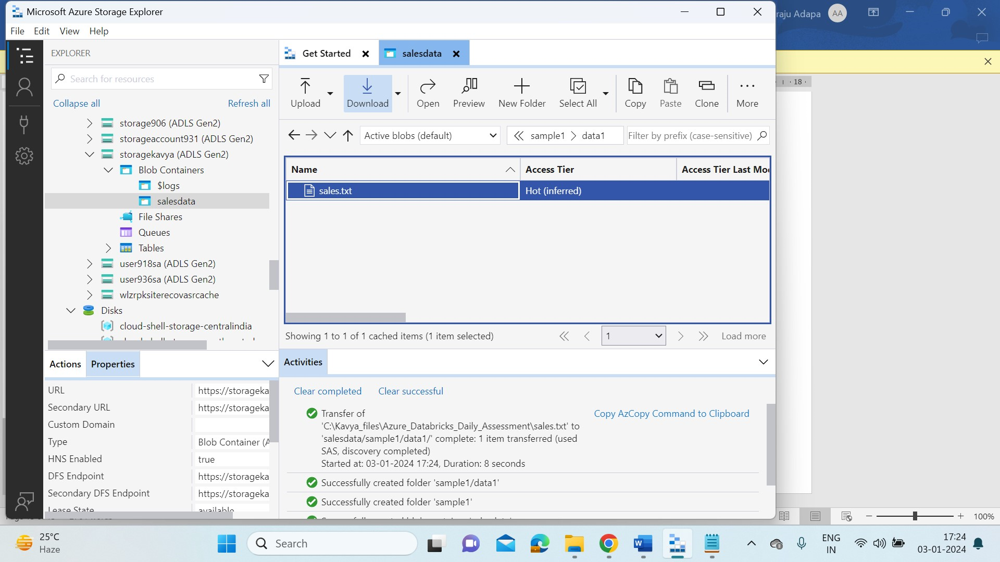 Microsoft Azure Storage Explorer
raju Adapa
AA
File Edit View Help
EXPLORER
Search for resources
Collapse all
Refresh all
storage906 (ADLS Gen2)
storageaccount931 (ADLS Gen2)
storagekavya (ADLS Gen2)
Blob Containers
$logs
salesdata
File Shares
Queues
Tables
user918sa (ADLS Gen2)
user936sa (ADLS Gen2)
wlzrpksiterecovasrcache
Disks
cloud-shell-storage-centralindia
Actions Properties
URL https://storageka
Secondary URL https://storageka
Custom Domain
Type Blob Container (A
HNS Enabled true
DFS Endpoint https://storageka
Secondary DFS Endpoint https://storageka
Lease State available
Get Started
salesdata
Upload Download Open Preview New Folder Select All Copy Paste Clone More
Active blobs (default)
sample1 data1
Filter by prefix (case-sensitive)
Name Access Tier Access Tier Last Mo
sales.txt Hot (inferred)
Showing 1 to 1 of 1 cached items (1 item selected)
1
Load more
Activities
Clear completed Clear successful
Transfer of
'C:\Kavya_files\Azure_Databricks_Daily_Assessment\sales.txt' to
'salesdata/sample1/data1/' complete: 1 item transferred (used
SAS, discovery completed)
Started at: 03-01-2024 17:24, Duration: 8 seconds
Copy AzCopy Command to Clipboard
Successfully created folder 'sample1/data1'
Successfully created folder 'sample1'
18
100%
25°C
Haze
Search
ENG
IN
17:24
03-01-2024